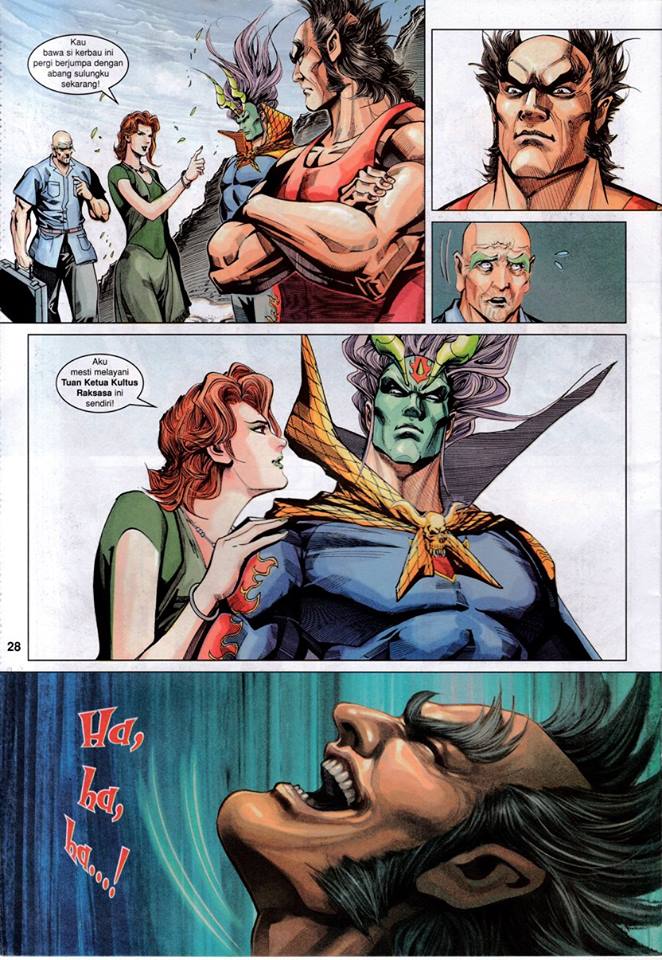 Kau
bawa si kerbau ini
pergi berjumpa dengan
abang sulungku
sekarang!
Aku
mesti melayani
Tuan Ketua Kultus
Raksasa ini
sendiri!
28
Ha,
ha,
ha...!